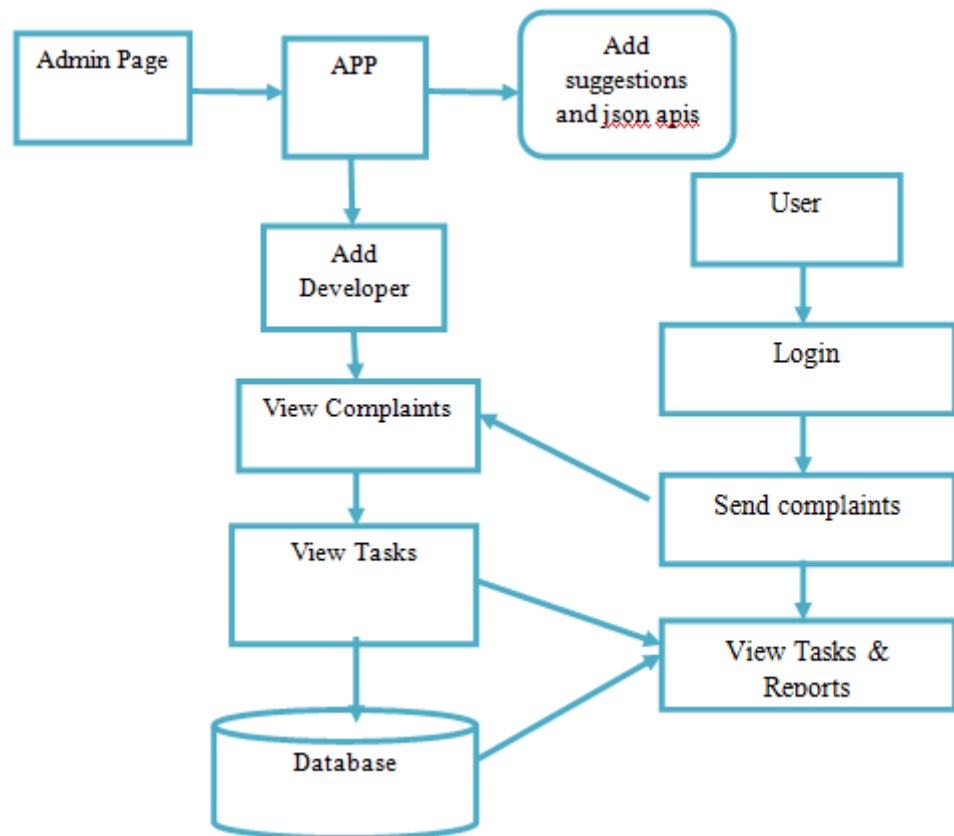 Admin Page
APP
Add
suggestions
and json apis
User
Add
Developer
Login
View Complaints
Send complaints
View Tasks
View Tasks &
Reports
Database